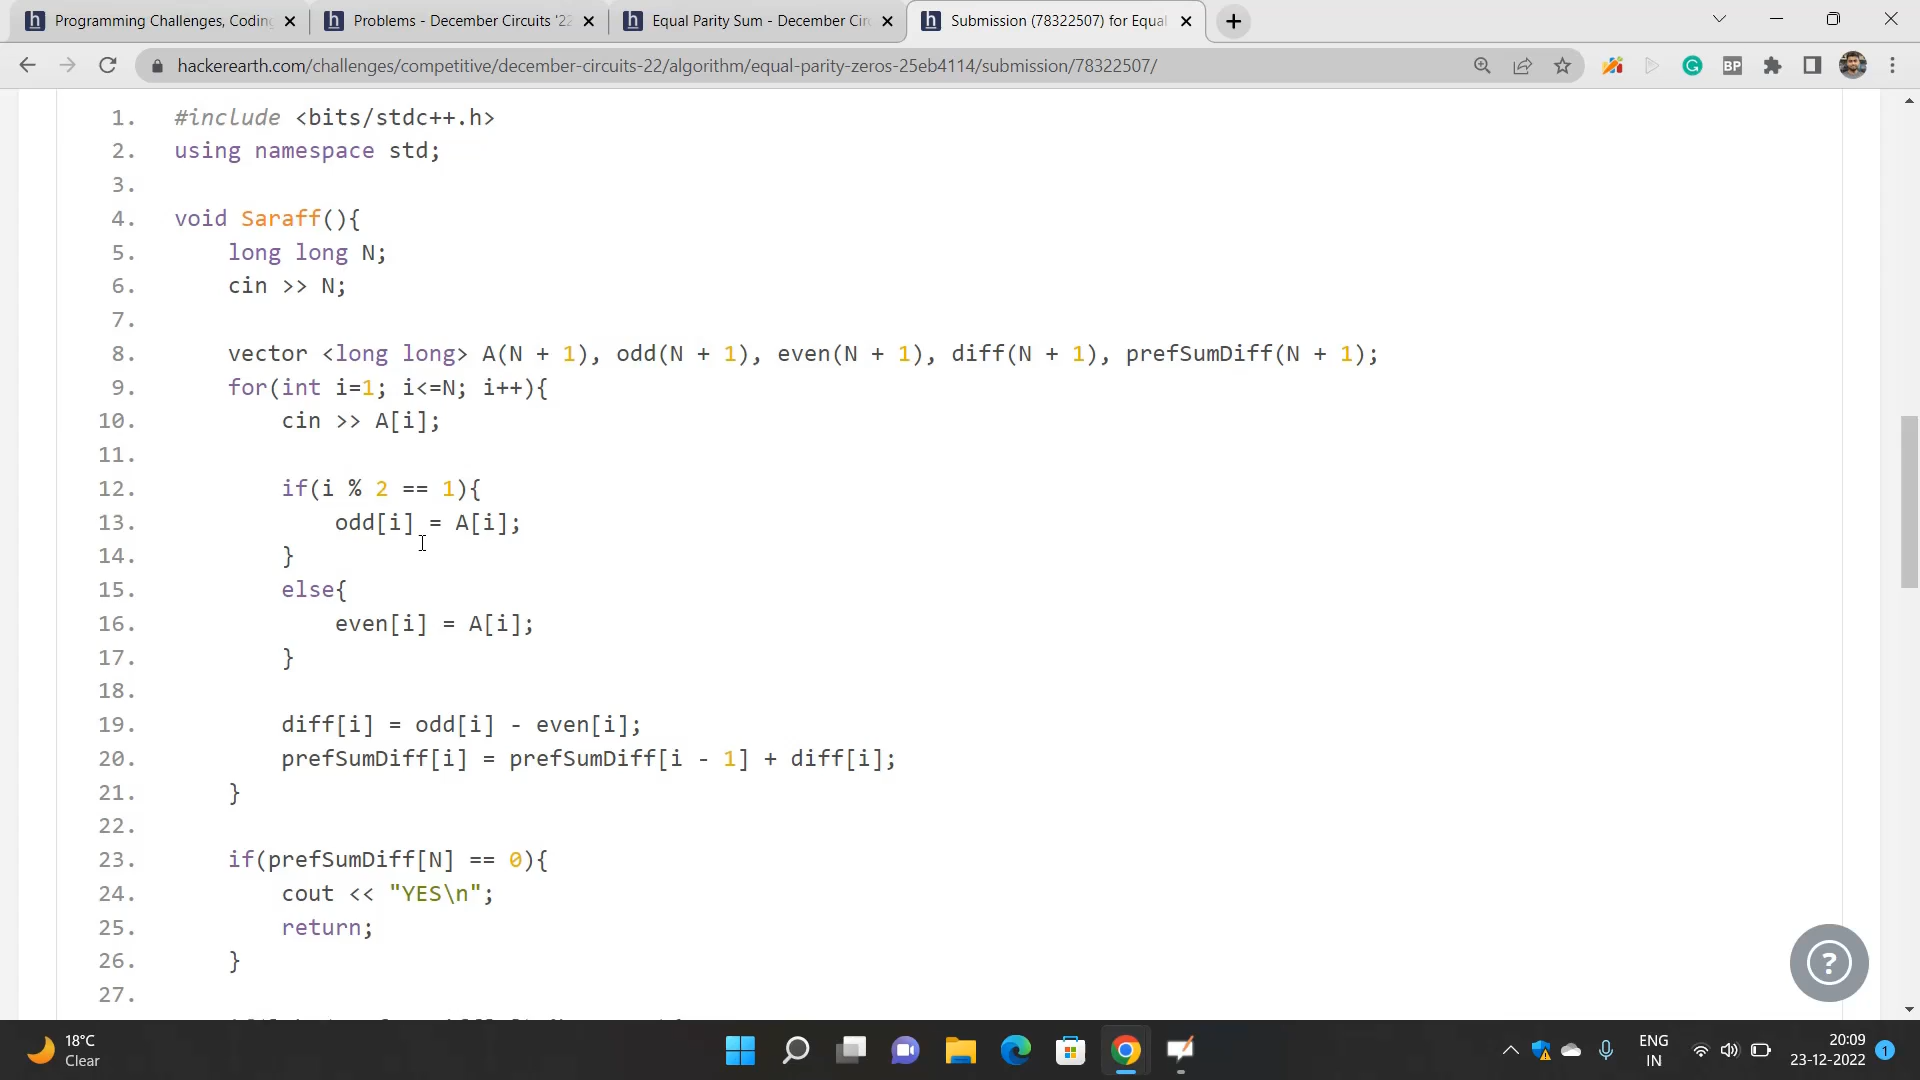 Programming Challenges, Coding
Problems - December Circuits '22
Equal Parity Sum - December Cir
Submission (78322507) for Equal
hackerearth.com/challenges/competitive/december-circuits-22/algorithm/equal-parity-zeros-25eb4114/submission/78322507/
BP
1. #include <bits/stdc++.h>
2. using namespace std;
3.
4. void Saraff(){
5. long long N;
6. cin >> N;
7.
8. vector <long long> A(N + 1), odd(N + 1), even(N + 1), diff(N + 1), prefSumDiff(N + 1);
9. for(int i=1; i<=N; i++){
10. cin >> A[i];
11.
12. if(i % 2 == 1){
13. odd[i] = A[i];
14. }
15. else{
16. even[i] = A[i];
17. }
18.
19. diff[i] = odd[i] - even[i];
20. prefSumDiff[i] = prefSumDiff[i - 1] + diff[i];
21. }
22.
23. if(prefSumDiff[N] == 0){
24. cout << "YES\n";
25. return;
26. }
27.
?
18°C
Clear
ENG
IN
20:09
23-12-2022
1